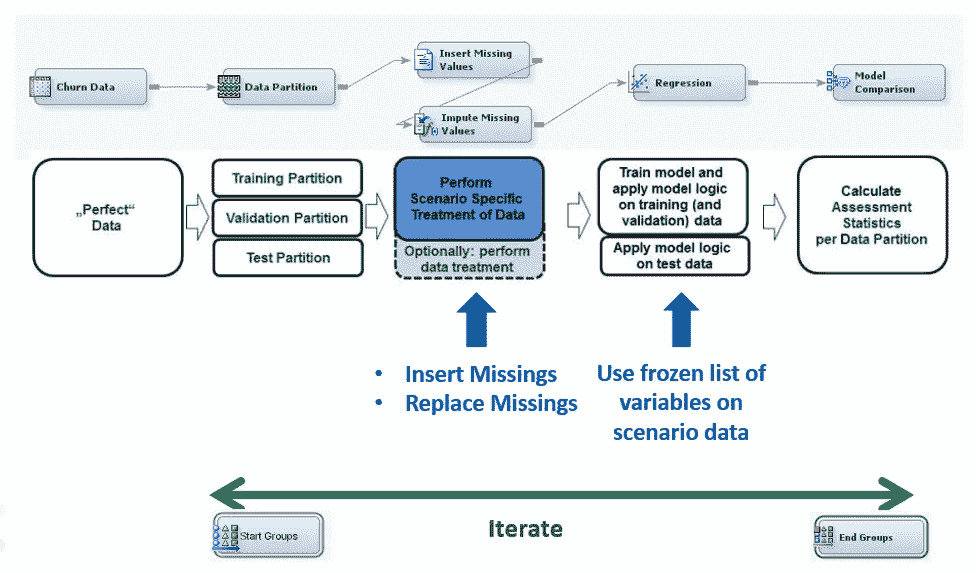 Churn Data
Data Partition
Insert Missing
Values
Impute Missing
Values
Regression
Model
Comparison
„Perfect“
Data
Training Partition
Validation Partition
Test Partition
Perform
Scenario Specific
Treatment of Data
Optionally: perform
data treatment
Train model and
apply model logic
on training (and
validation) data
Apply model logic
on test data
Calculate
Assessment
Statistics
per Data Partition
• Insert Missings
• Replace Missings
Use frozen list of
variables on
scenario data
Iterate
Start Groups
End Groups